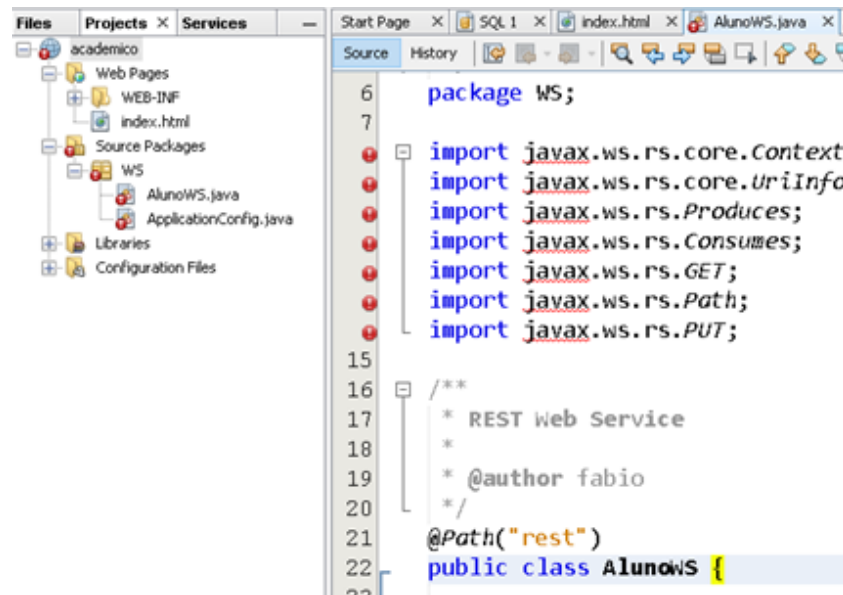 Files Projects × Services
academico
Web Pages
WEB-INF
index.html
Source Packages
WS
AlunoWS.java
ApplicationConfig.java
Libraries
Configuration Files
Start Page × SQL 1 × index.html × AlunoWS.java ×
Source History
6 package WS;
7
import javax.ws.rs.core.Context
import javax.ws.rs.core.UriInfo
import javax.ws.rs.Produces;
import javax.ws.rs.Consumes;
import javax.ws.rs.GET;
import javax.ws.rs.Path;
import javax.ws.rs.PUT;
15
16 /**
17 * REST Web Service
18 *
19 * @author fabio
20 */
21 @Path("rest")
22 public class AlunoWS {
23